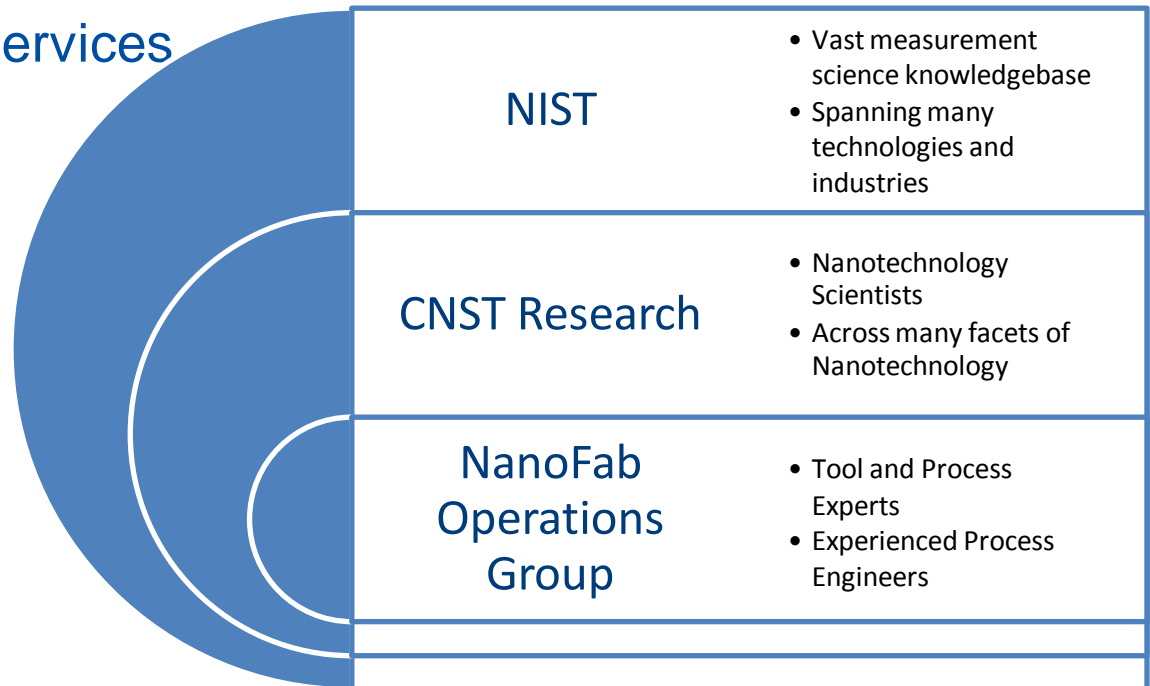 ervices
NIST
• Vast measurement
science knowledgebase
• Spanning many
technologies and
industries
CNST Research
• Nanotechnology
Scientists
• Across many facets of
Nanotechnology
NanoFab
Operations
Group
• Tool and Process
Experts
• Experienced Process
Engineers